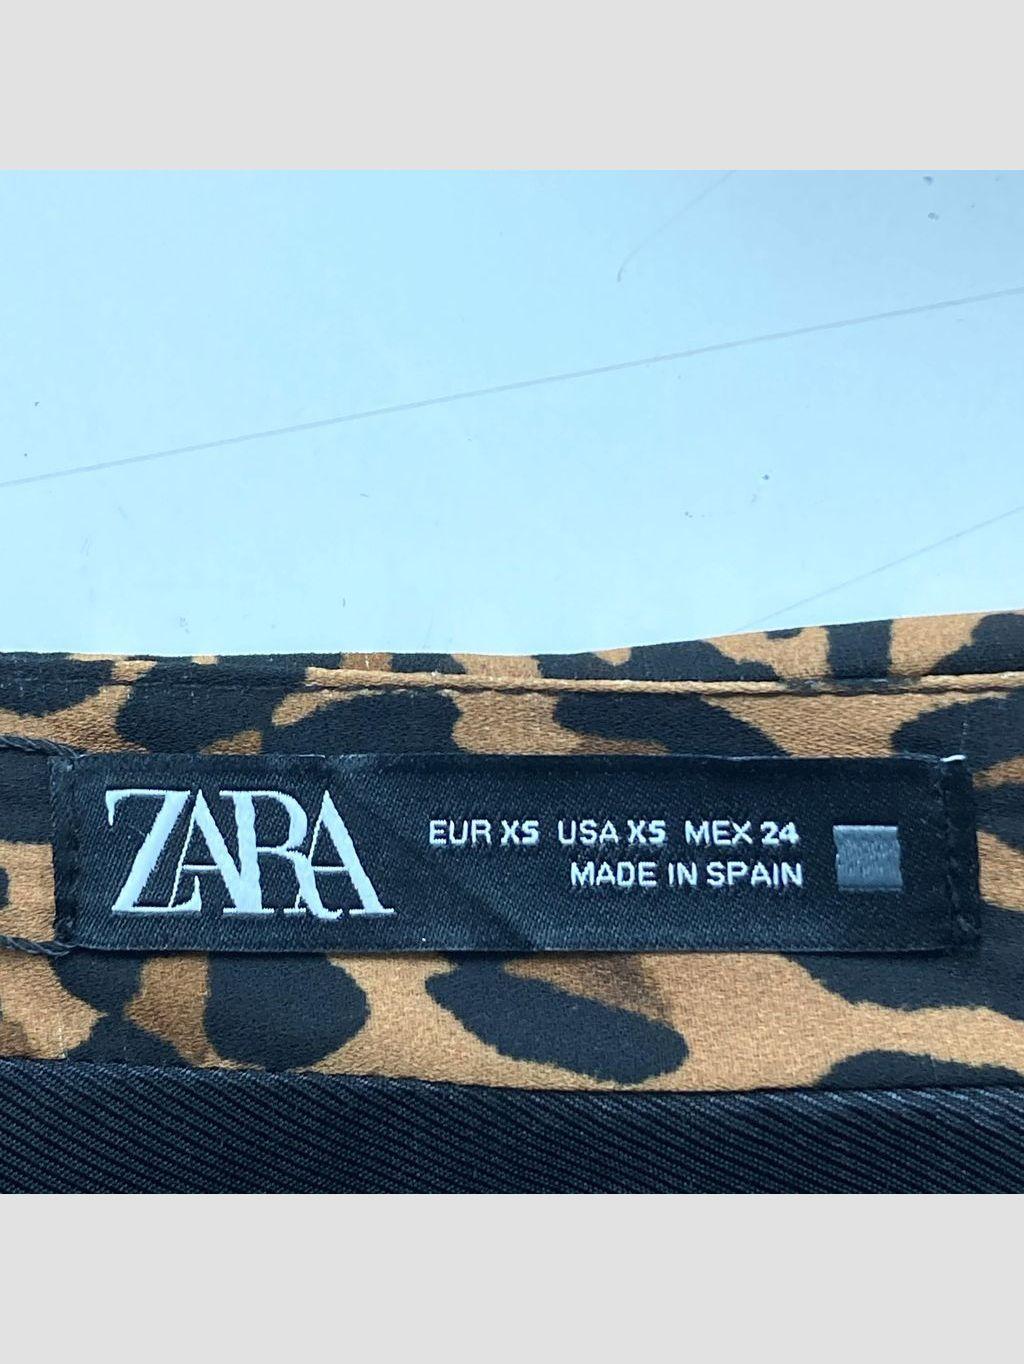 ZARA
EUR XS USA XS MEX 24
MADE IN SPAIN